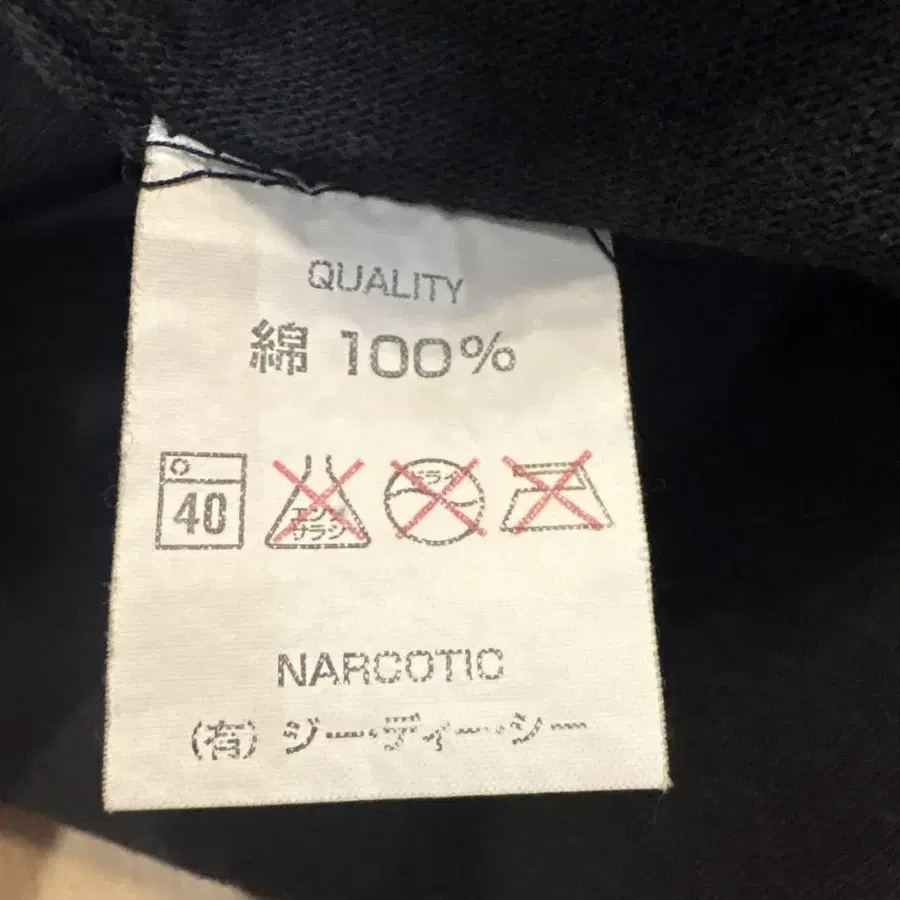 QUALITY
綿 100%
40 エンソ サラシ ドライ
NARCOTIC
(有) ジー・ディー・シー